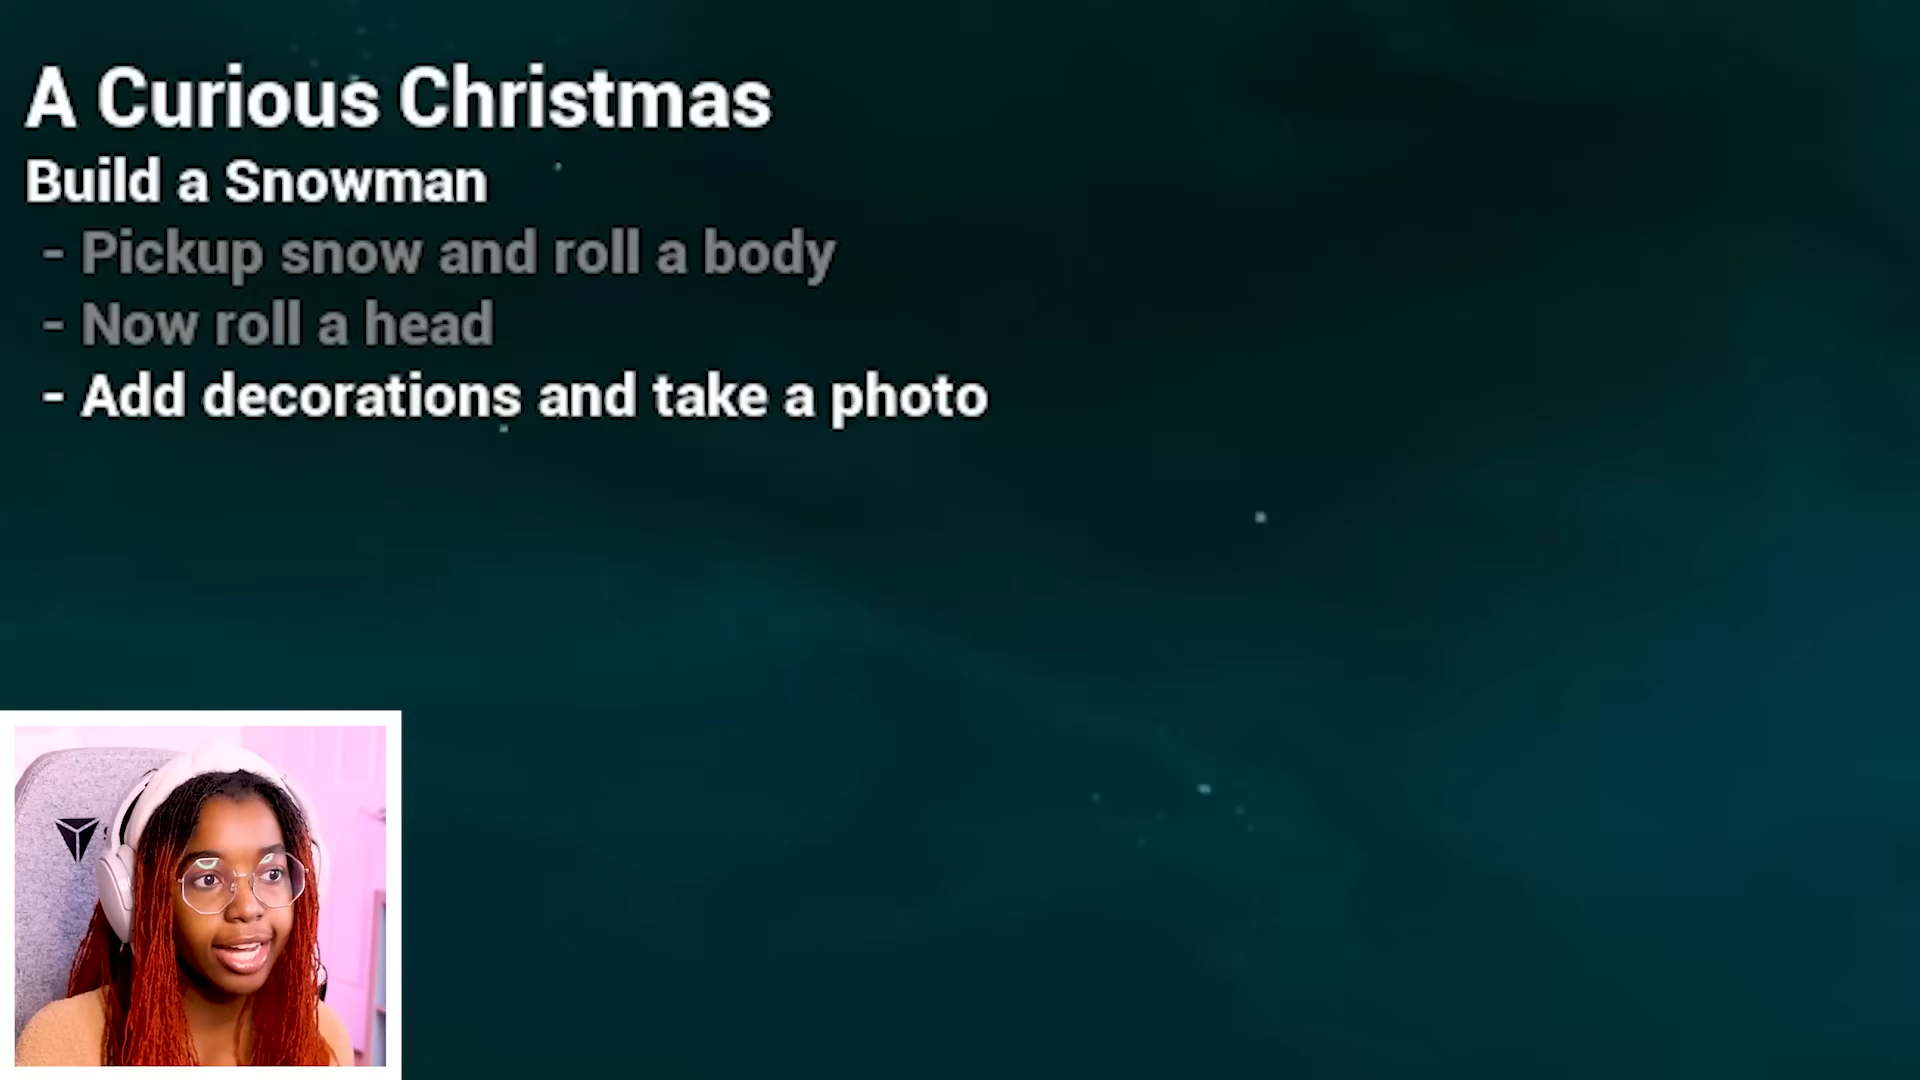 A Curious Christmas
Build a Snowman
- Pickup snow and roll a body
- Now roll a head
- Add decorations and take a photo